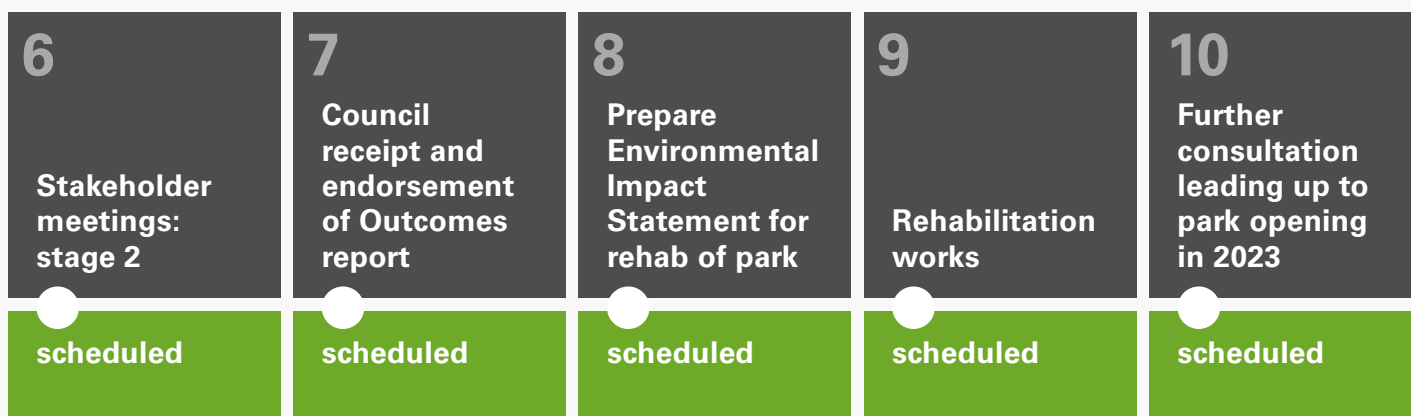 6
Stakeholder
meetings:
stage 2
scheduled
7
Council
receipt and
endorsement
of Outcomes
report
scheduled
8
Prepare
Environmental
Impact
Statement for
rehab of park
scheduled
9
Rehabilitation
works
scheduled
10
Further
consultation
leading up to
park opening
in 2023
scheduled